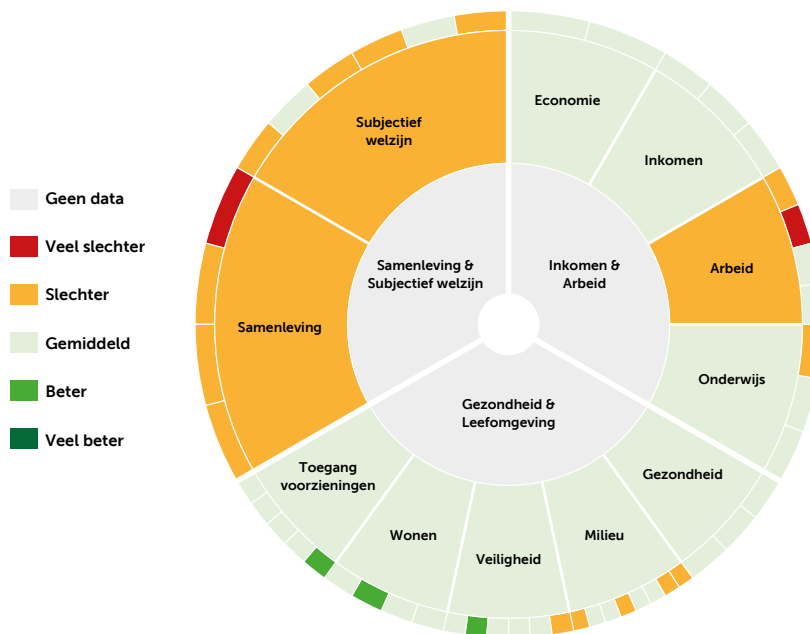 Geen data
Veel slechter
Slechter
Gemiddeld
Beter
Veel beter
Subjectief
welzijn
Economie
Inkomen
Arbeid
Onderwijs
Gezondheid
Milieu
Veiligheid
Wonen
Toegang
voorzieningen
Samenleving
Samenleving &
Subjectief welzijn
Inkomen &
Arbeid
Gezondheid &
Leefomgeving